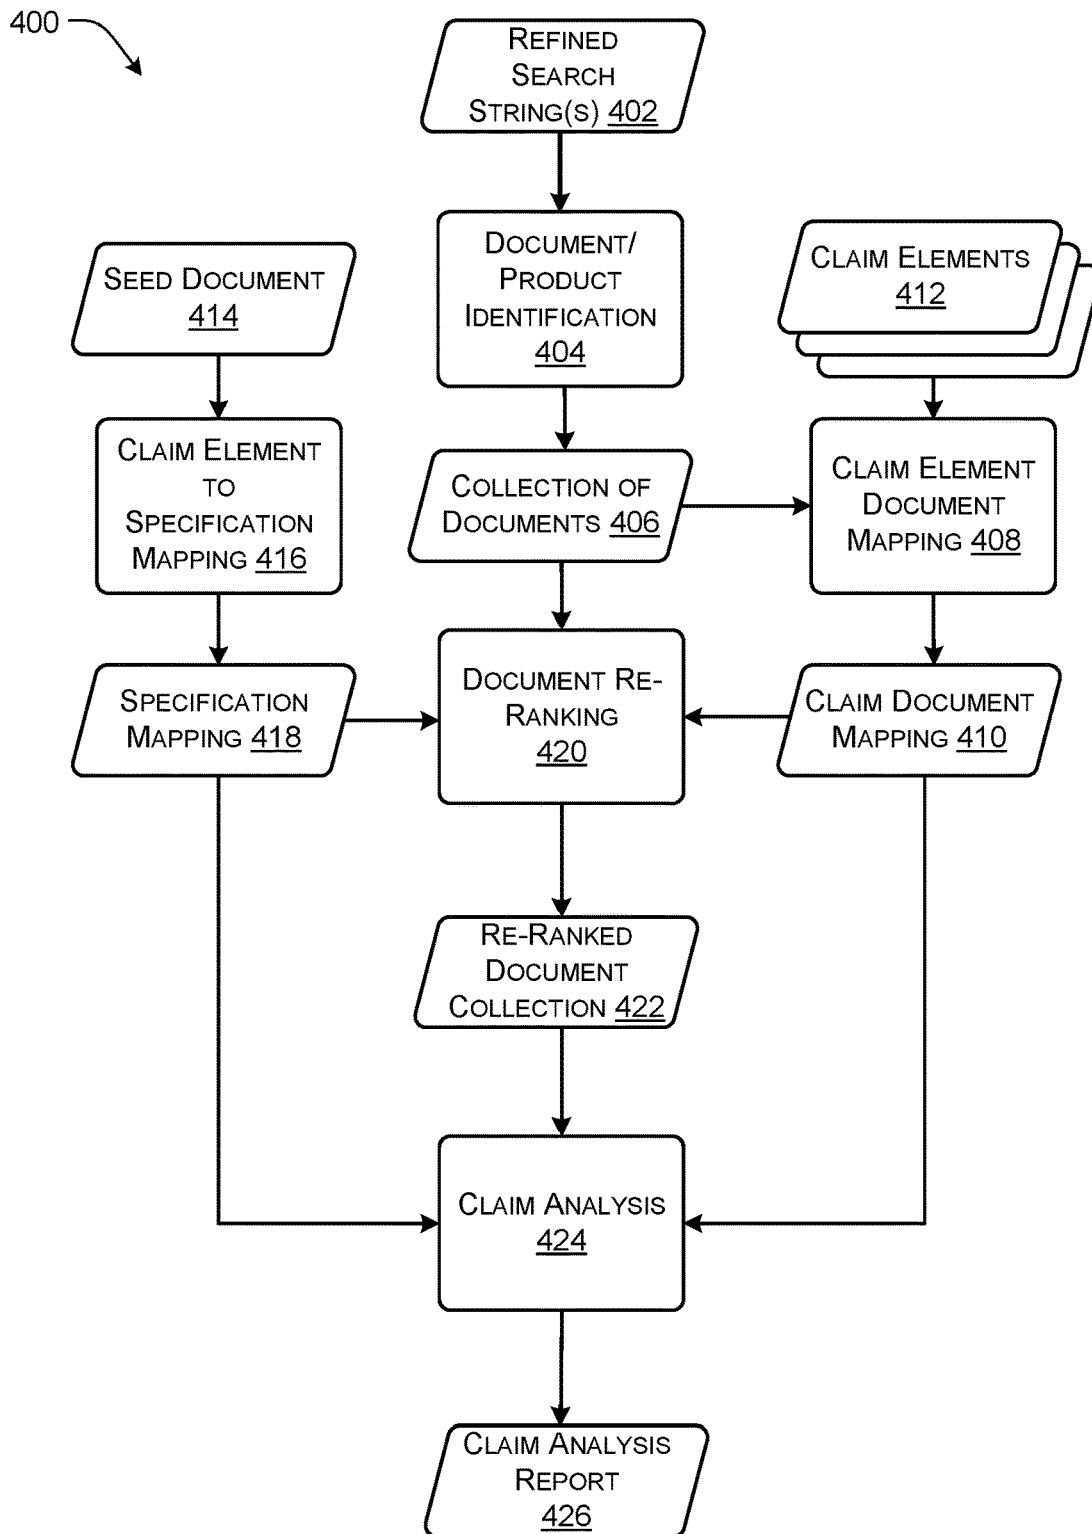 400
REFINED
SEARCH
STRING(S) 402
DOCUMENT/
PRODUCT
IDENTIFICATION
404
SEED DOCUMENT
414
CLAIM ELEMENTS
412
CLAIM ELEMENT
TO
SPECIFICATION
MAPPING 416
COLLECTION OF
DOCUMENTS 406
CLAIM ELEMENT
DOCUMENT
MAPPING 408
SPECIFICATION
MAPPING 418
DOCUMENT RE-
RANKING
420
CLAIM DOCUMENT
MAPPING 410
RE-RANKED
DOCUMENT
COLLECTION 422
CLAIM ANALYSIS
424
CLAIM ANALYSIS
REPORT
426